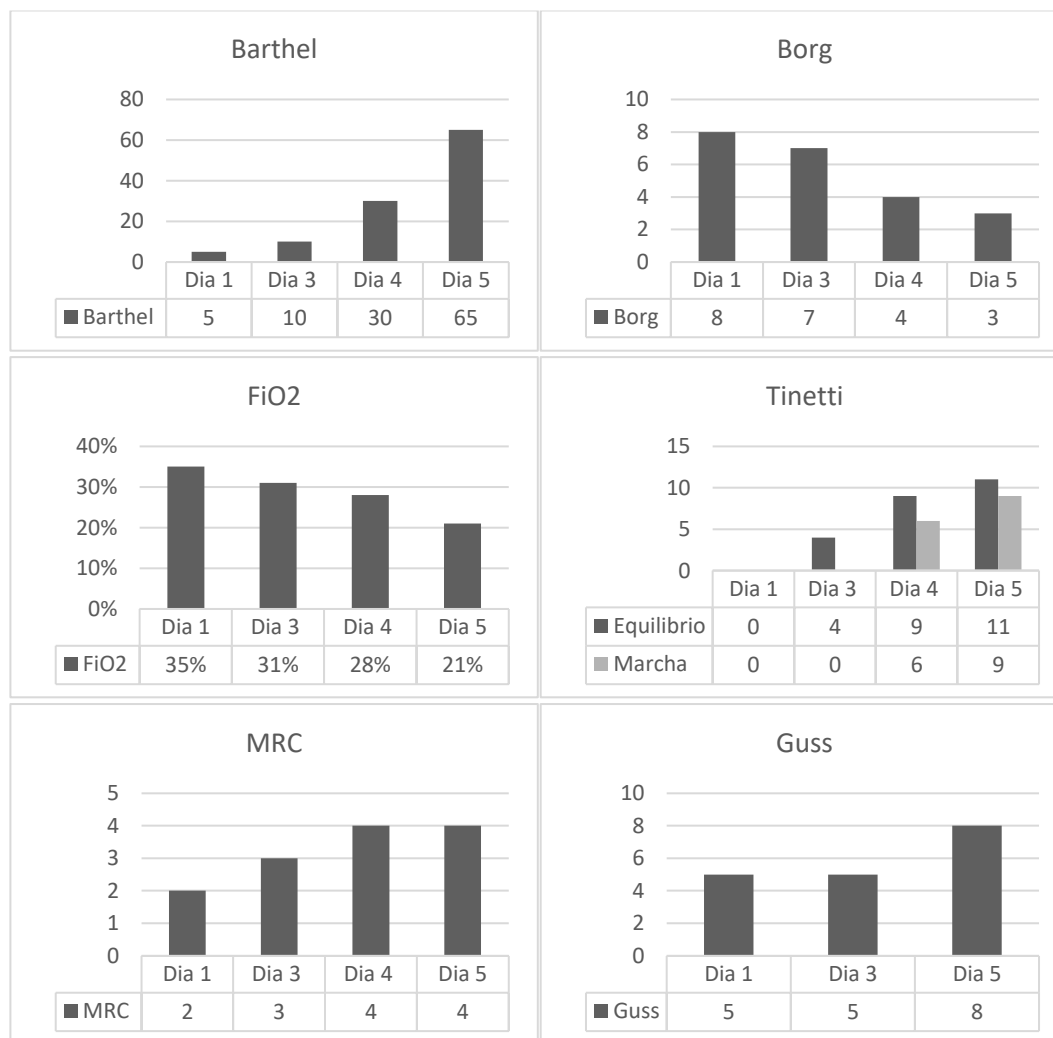 Barthel
80
60
40
20
0
Dia 1 Dia 3 Dia 4 Dia 5
Barthel 5 10 30 65
Borg
10
8
6
4
2
0
Dia 1 Dia 3 Dia 4 Dia 5
Borg 8 7 4 3
FiO2
40%
30%
20%
10%
0%
Dia 1 Dia 3 Dia 4 Dia 5
FiO2 35% 31% 28% 21%
Tinetti
15
10
5
0
Dia 1 Dia 3 Dia 4 Dia 5
Equilibrio 0 4 9 11
Marcha 0 0 6 9
MRC
5
4
3
2
1
0
Dia 1 Dia 3 Dia 4 Dia 5
MRC 2 3 4 4
Guss
10
8
6
4
2
0
Dia 1 Dia 3 Dia 5
Guss 5 5 8